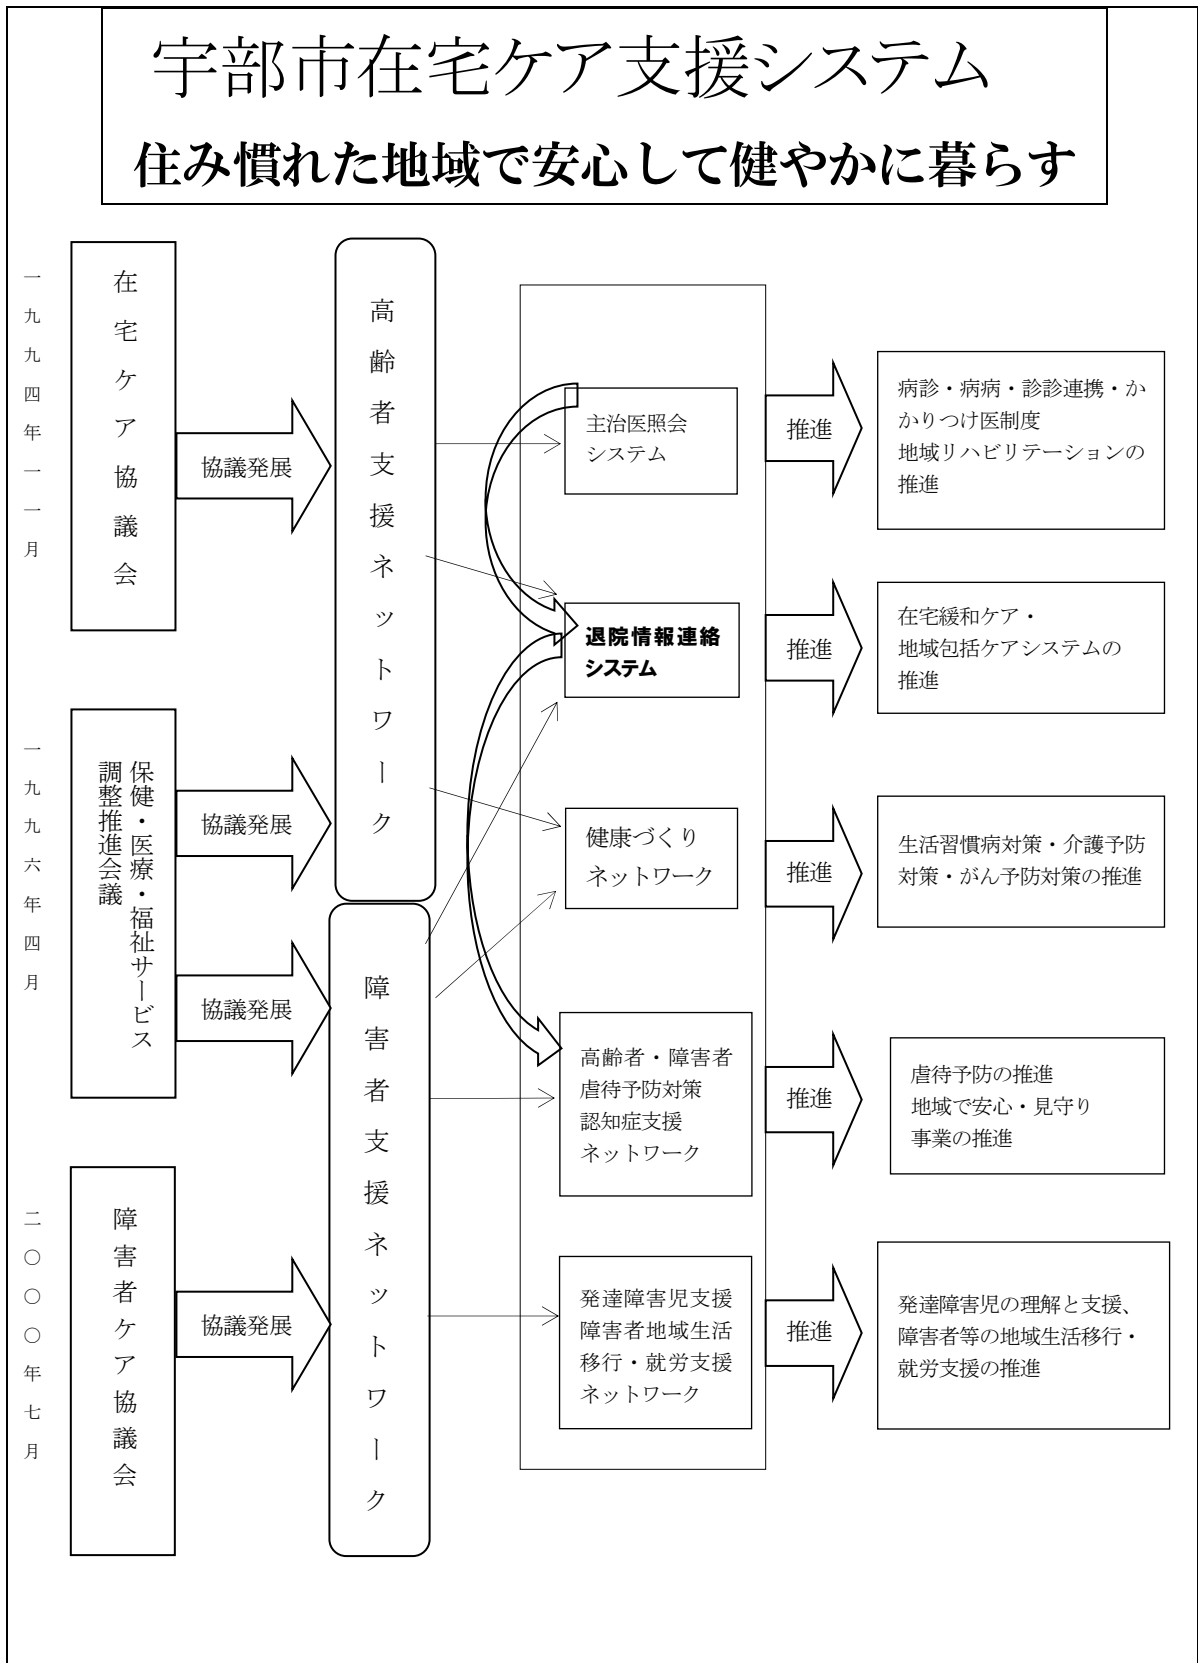 宇部市在宅ケア支援システム
住み慣れた地域で安心して健やかに暮らす
一九九四年一一月
在宅ケア協議会
協議発展
高齢者支援ネットワーク
主治医照会
システム
推進
病診・病病・診診連携・か
かりつけ医制度
地域リハビリテーションの
推進
退院情報連絡
システム
推進
在宅緩和ケア・
地域包括ケアシステムの
推進
一九九六年四月
保健・医療・福祉サービス
調整推進会議
協議発展
協議発展
健康づくり
ネットワーク
推進
生活習慣病対策・介護予防
対策・がん予防対策の推進
障害者支援ネットワーク
高齢者・障害者
虐待予防対策
認知症支援
ネットワーク
推進
虐待予防の推進
地域で安心・見守り
事業の推進
二〇〇〇年七月
障害者ケア協議会
協議発展
発達障害児支援
障害者地域生活
移行・就労支援
ネットワーク
推進
発達障害児の理解と支援、
障害者等の地域生活移行・
就労支援の推進